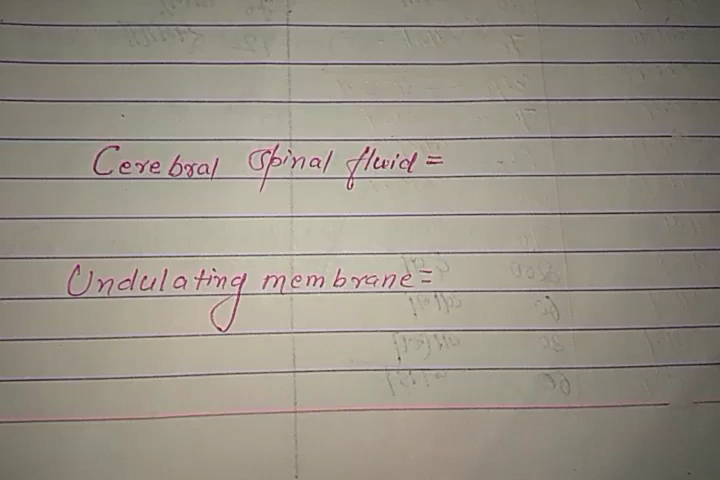 Cerebral Spinal fluid =
Undulating membrane =